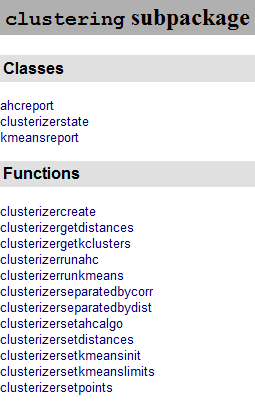 clustering subpackage
Classes
ahcreport
clusterizerstate
kmeansreport
Functions
clusterizercreate
clusterizergetdistances
clusterizergetkclusters
clusterizerrunahc
clusterizerrunkmeans
clusterizerseparatedbycorr
clusterizerseparatedbydist
clusterizersetahcalgo
clusterizersetdistances
clusterizersetkmeansinit
clusterizersetkmeanslimits
clusterizersetpoints